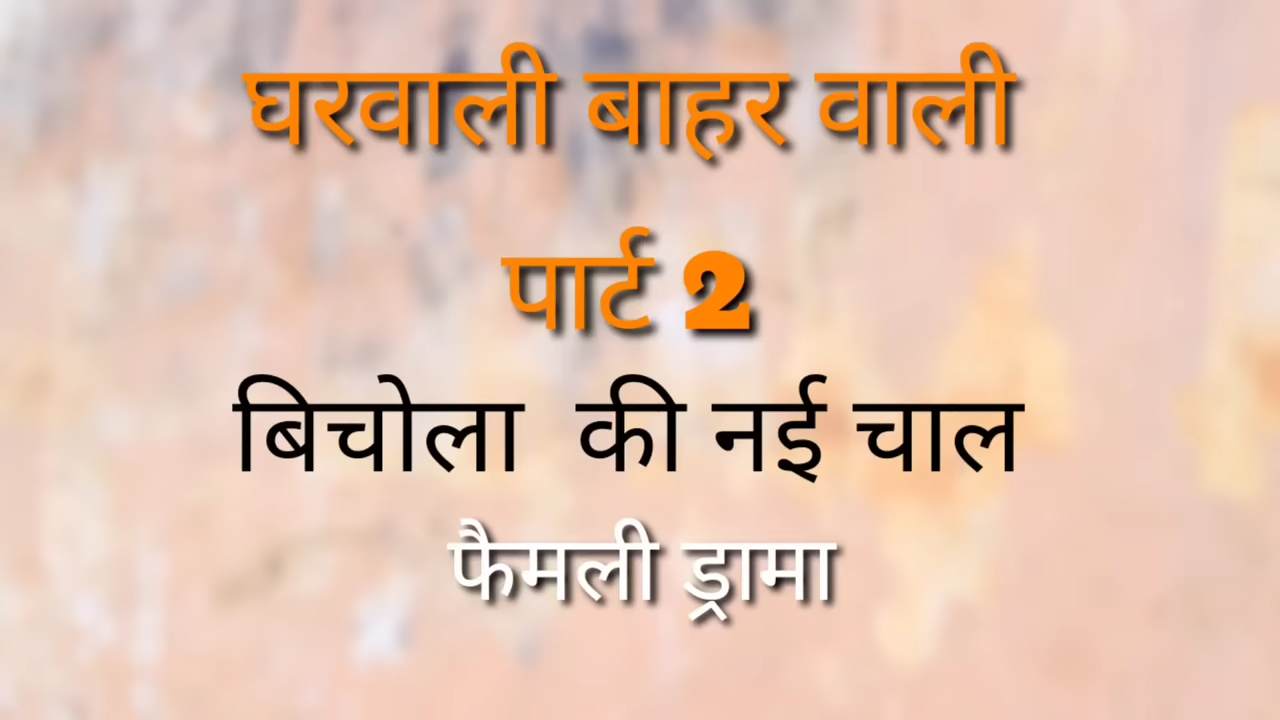 घरवाली बाहर वाली
पार्ट 2
बिचोला की नई चाल
फैमली ड्रामा